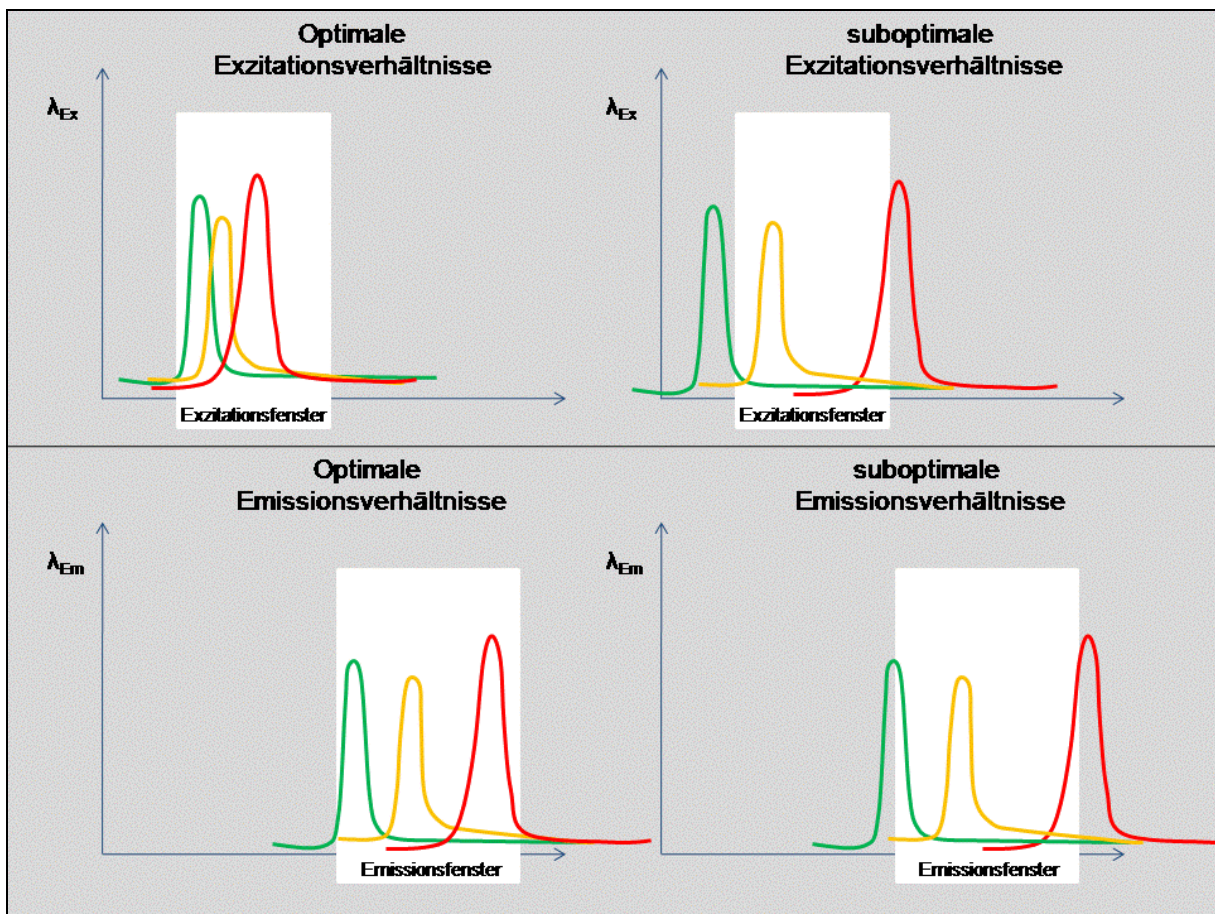 Optimale
Exzitationsverhältnisse
λEx
Exzitationsfenster
suboptimale
Exzitationsverhältnisse
λEx
Exzitationsfenster
Optimale
Emissionsverhältnisse
λEm
Emissionsfenster
suboptimale
Emissionsverhältnisse
λEm
Emissionsfenster